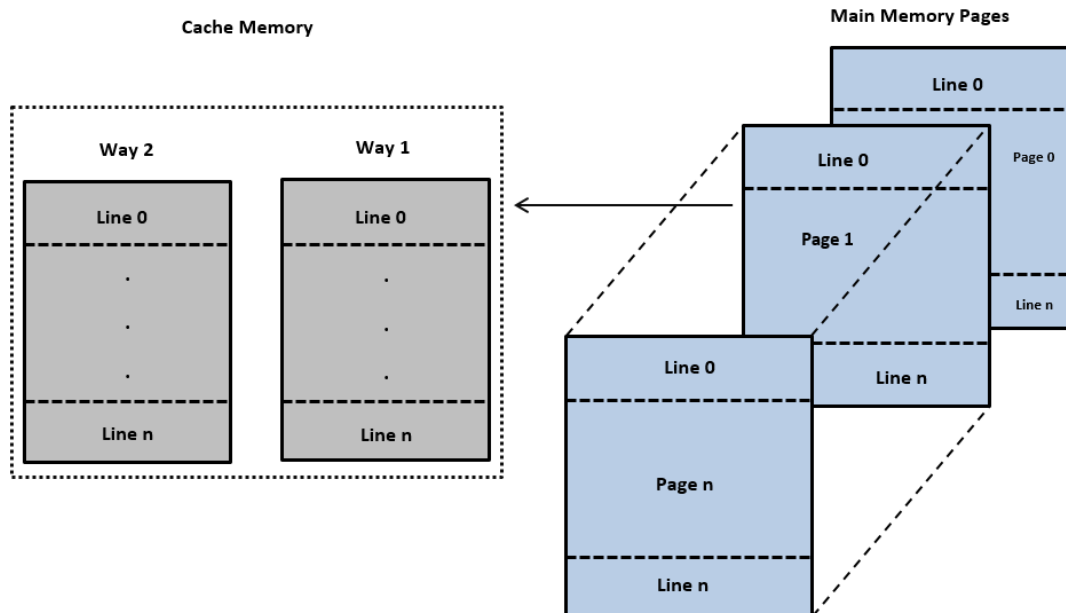 Cache Memory
Main Memory Pages
Way 2
Way 1
Line 0
.
.
.
Line n
Line 0
.
.
.
Line n
Line 0
Page 0
Line n
Line 0
Page 1
Line n
Line 0
Page n
Line n